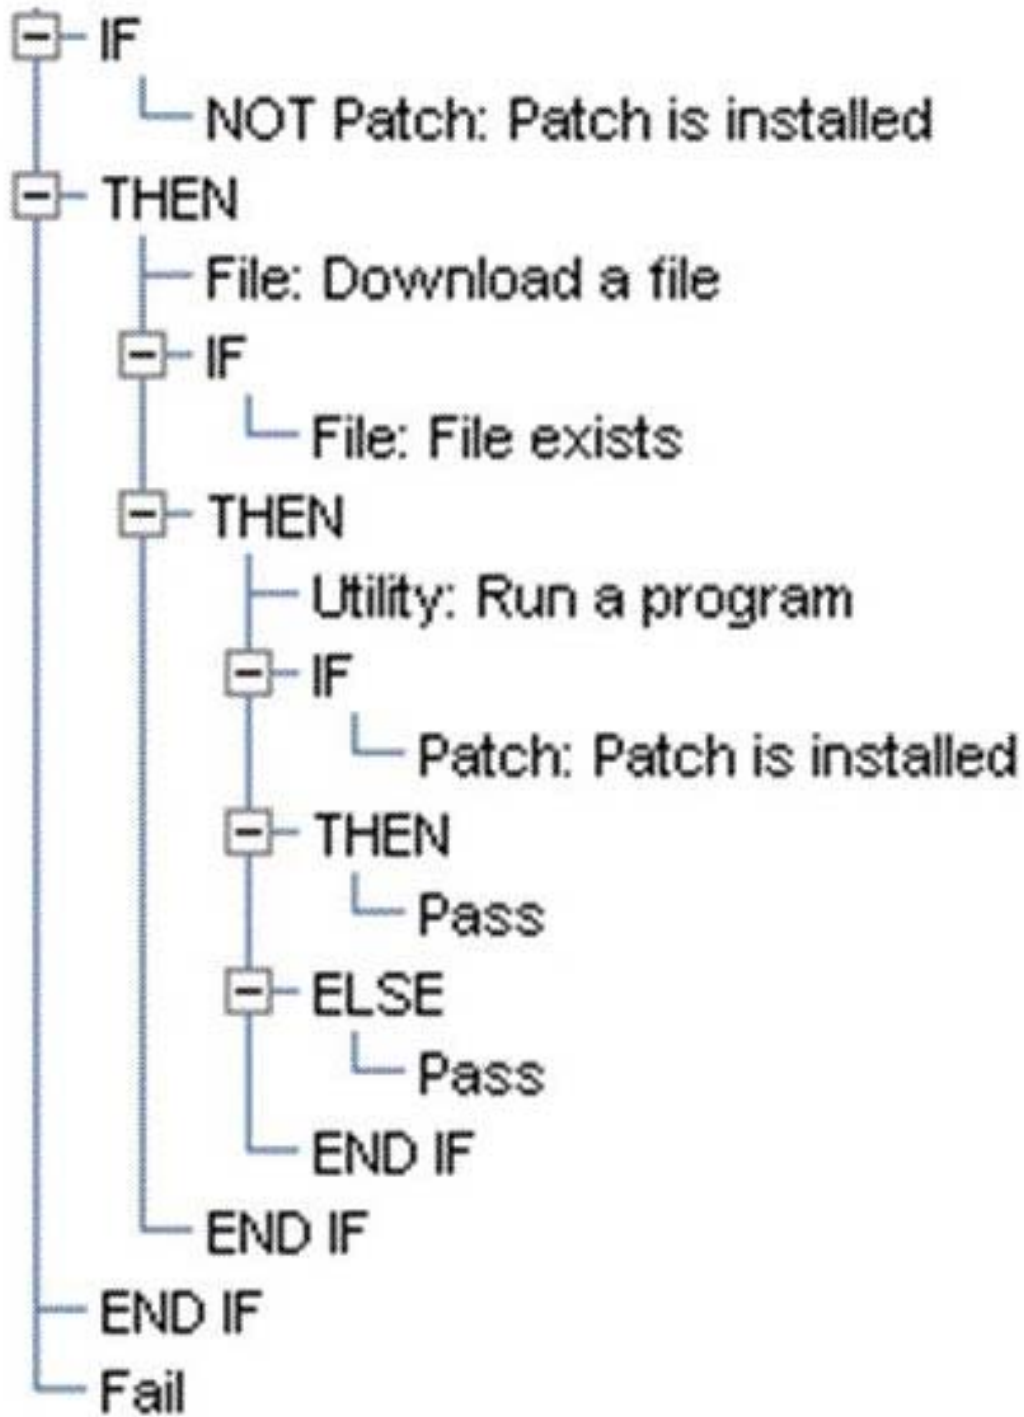 IF
NOT Patch: Patch is installed
THEN
File: Download a file
IF
File: File exists
THEN
Utility: Run a program
IF
Patch: Patch is installed
THEN
Pass
ELSE
Pass
END IF
END IF
END IF
Fail